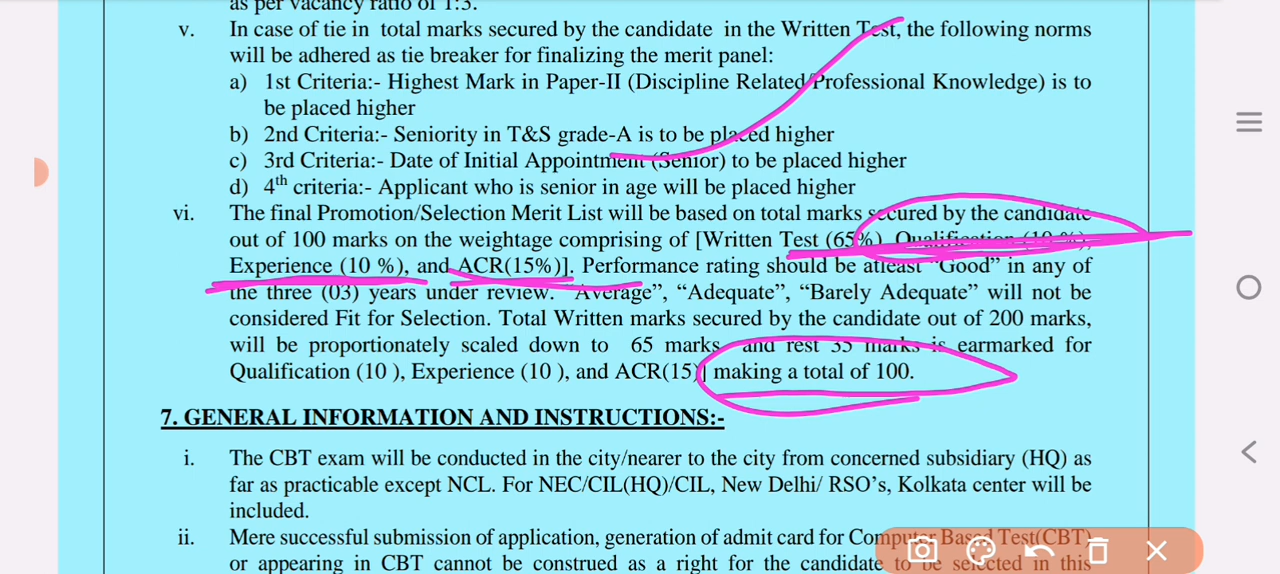 as per vacancy ratio of 1:3.
v. In case of tie in total marks secured by the candidate in the Written Test, the following norms
will be adhered as tie breaker for finalizing the merit panel:
a) 1st Criteria:- Highest Mark in Paper-II (Discipline Related/Professional Knowledge) is to
be placed higher
b) 2nd Criteria:- Seniority in T&S grade-A is to be placed higher
c) 3rd Criteria:- Date of Initial Appointment (Senior) to be placed higher
d) 4th criteria:- Applicant who is senior in age will be placed higher
vi. The final Promotion/Selection Merit List will be based on total marks secured by the candidate
out of 100 marks on the weightage comprising of [Written Test (65%), Qualification (10 %),
Experience (10 %), and ACR(15%)]. Performance rating should be atleast "Good" in any of
the three (03) years under review. "Average", "Adequate", "Barely Adequate" will not be
considered Fit for Selection. Total Written marks secured by the candidate out of 200 marks,
will be proportionately scaled down to 65 marks and rest 35 marks is earmarked for
Qualification (10 ), Experience (10 ), and ACR(15)] making a total of 100.
7. GENERAL INFORMATION AND INSTRUCTIONS:-
i. The CBT exam will be conducted in the city/nearer to the city from concerned subsidiary (HQ) as
far as practicable except NCL. For NEC/CIL(HQ)/CIL, New Delhi/ RSO's, Kolkata center will be
included.
ii. Mere successful submission of application, generation of admit card for Computer Based Test(CBT)
or appearing in CBT cannot be construed as a right for the candidate to be selected in this